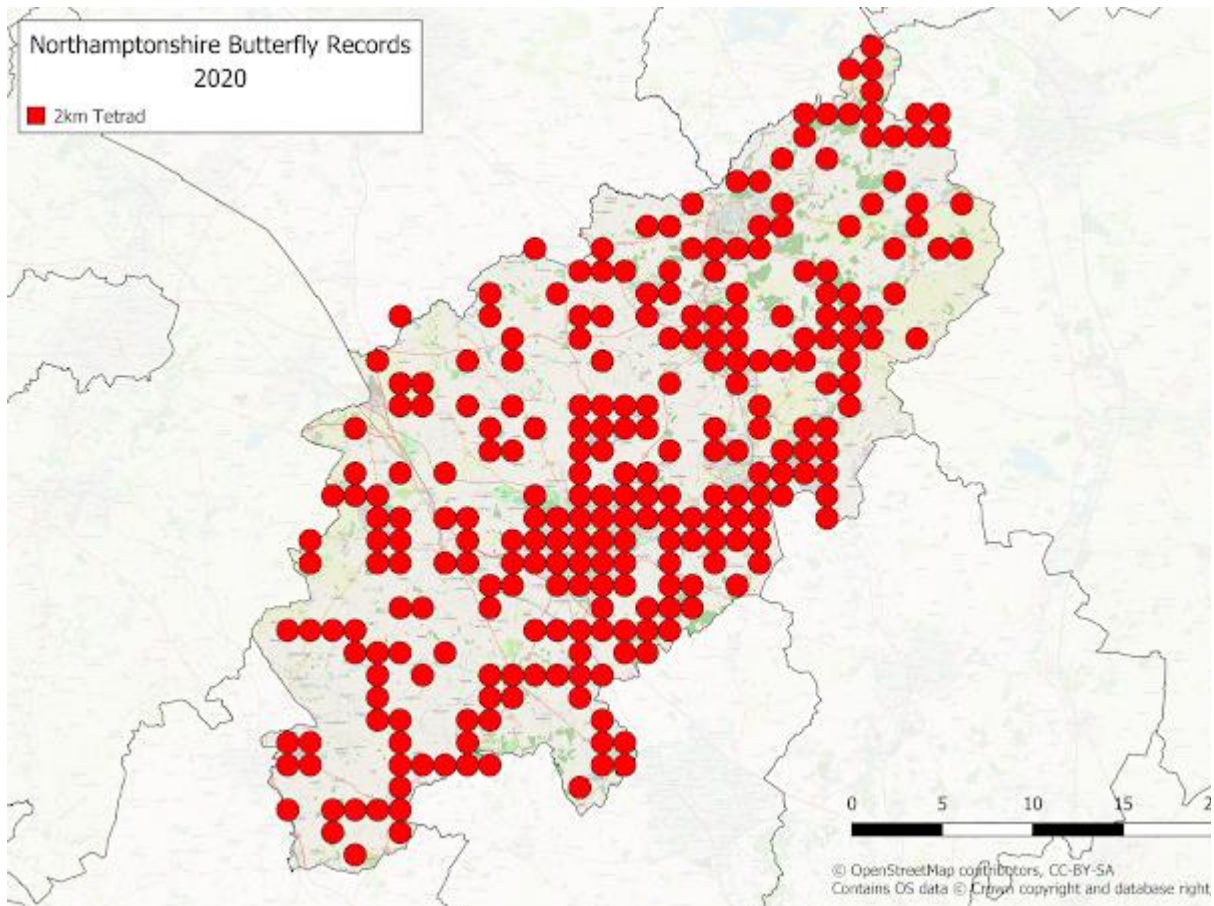 Northamptonshire Butterfly Records
2020
2km Tetrad
0 5 10 15 2
© OpenStreetMap contributors, CC-BY-SA
Contains OS data © Crown copyright and database right